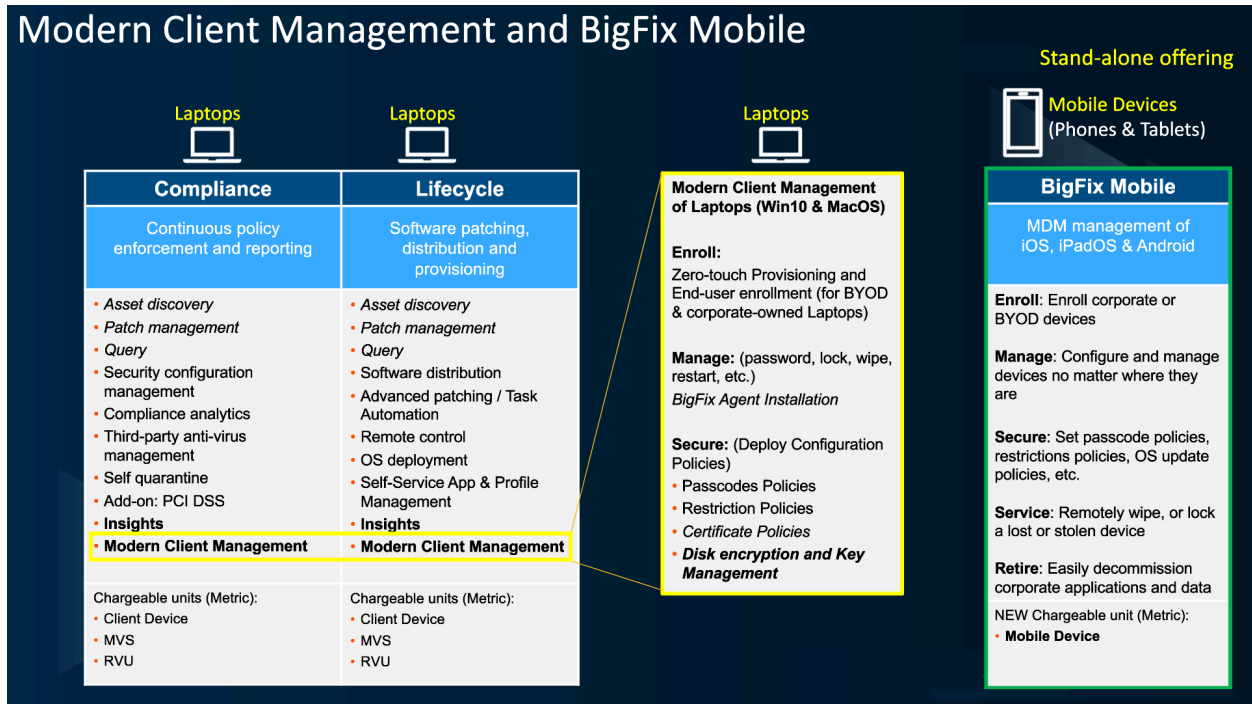 Modern Client Management and BigFix Mobile
Stand-alone offering
Laptops
Laptops
Laptops
Mobile Devices
(Phones & Tablets)
Compliance
Continuous policy
enforcement and reporting
• Asset discovery
• Patch management
• Query
• Security configuration
management
• Compliance analytics
• Third-party anti-virus
management
• Self quarantine
• Add-on: PCI DSS
• Insights
• Modern Client Management
Chargeable units (Metric):
• Client Device
• MVS
• RVU
Lifecycle
Software patching,
distribution and
provisioning
• Asset discovery
• Patch management
• Query
• Software distribution
• Advanced patching / Task
Automation
• Remote control
• OS deployment
• Self-Service App & Profile
Management
• Insights
• Modern Client Management
Chargeable units (Metric):
• Client Device
• MVS
• RVU
Modern Client Management
of Laptops (Win10 & MacOS)
Enroll:
Zero-touch Provisioning and
End-user enrollment (for BYOD
& corporate-owned Laptops)
Manage: (password, lock, wipe,
restart, etc.)
BigFix Agent Installation
Secure: (Deploy Configuration
Policies)
• Passcodes Policies
• Restriction Policies
• Certificate Policies
• Disk encryption and Key
Management
BigFix Mobile
MDM management of
iOS, iPadOS & Android
Enroll: Enroll corporate or
BYOD devices
Manage: Configure and manage
devices no matter where they
are
Secure: Set passcode policies,
restrictions policies, OS update
policies, etc.
Service: Remotely wipe, or lock
a lost or stolen device
Retire: Easily decommission
corporate applications and data
NEW Chargeable unit (Metric):
• Mobile Device